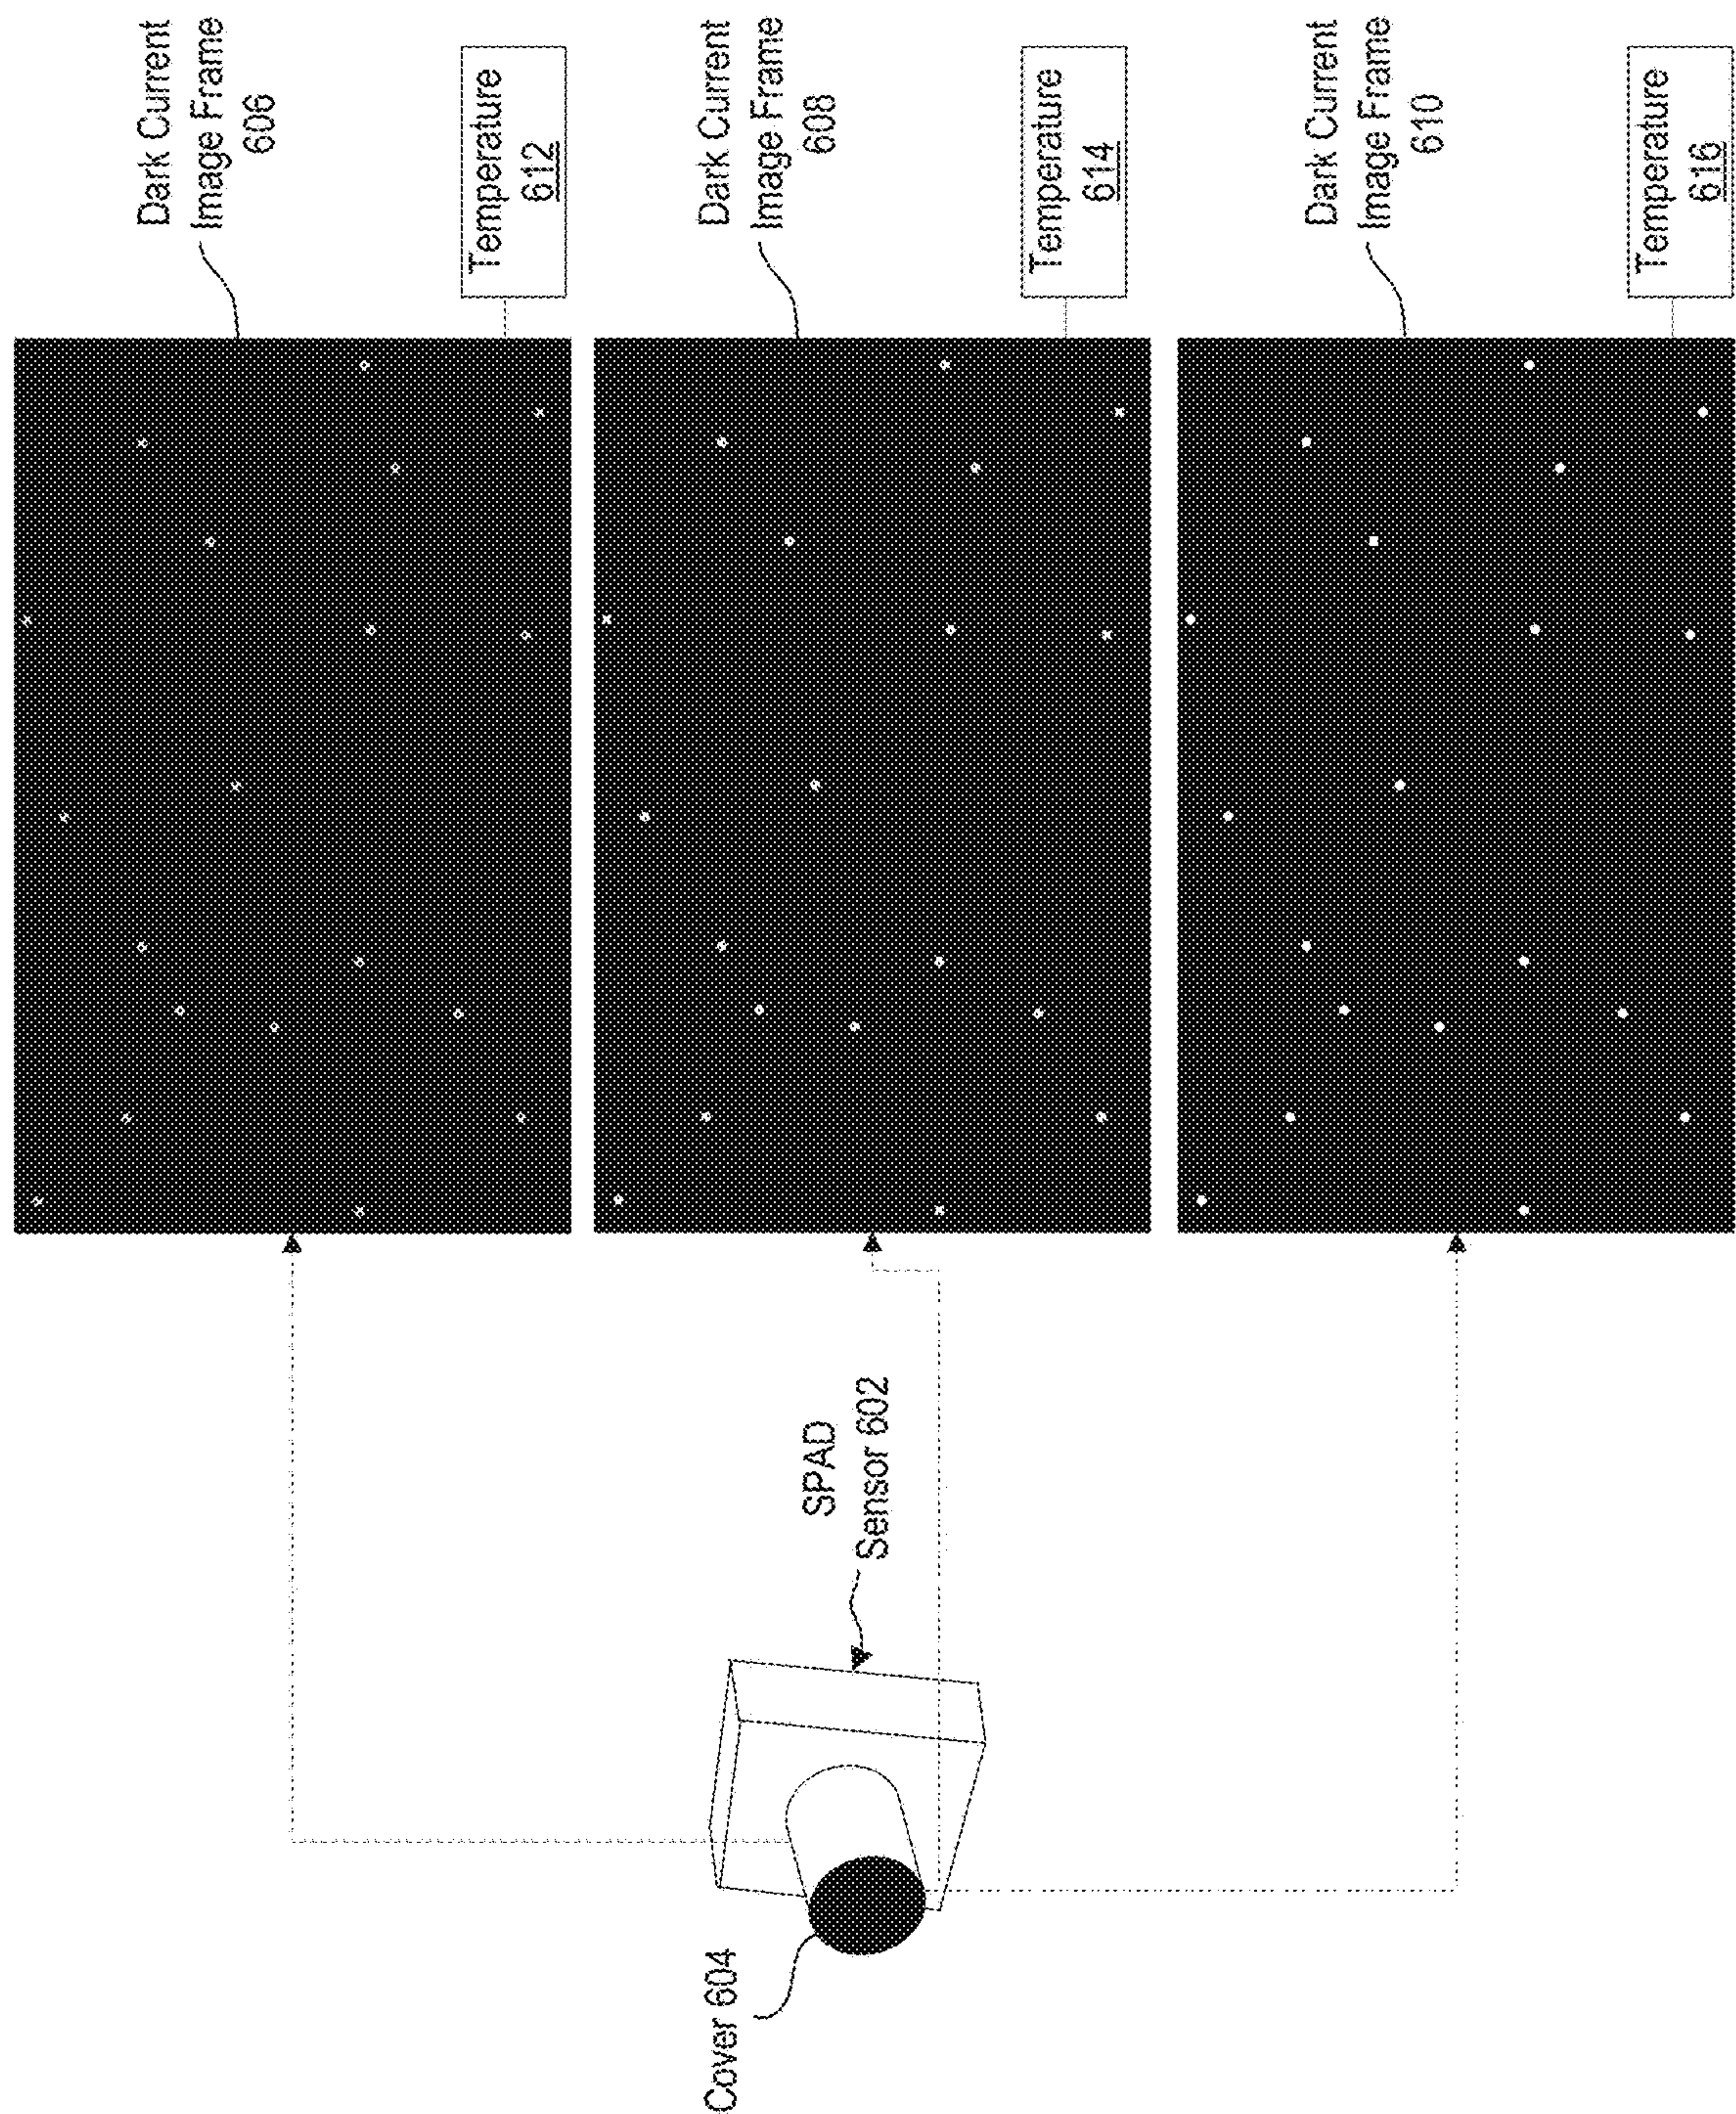 Dark Current
Image Frame
606
Temperature
612
Dark Current
Image Frame
608
Temperature
614
Dark Current
Image Frame
610
Temperature
616
SPAD
Sensor 602
Cover 604